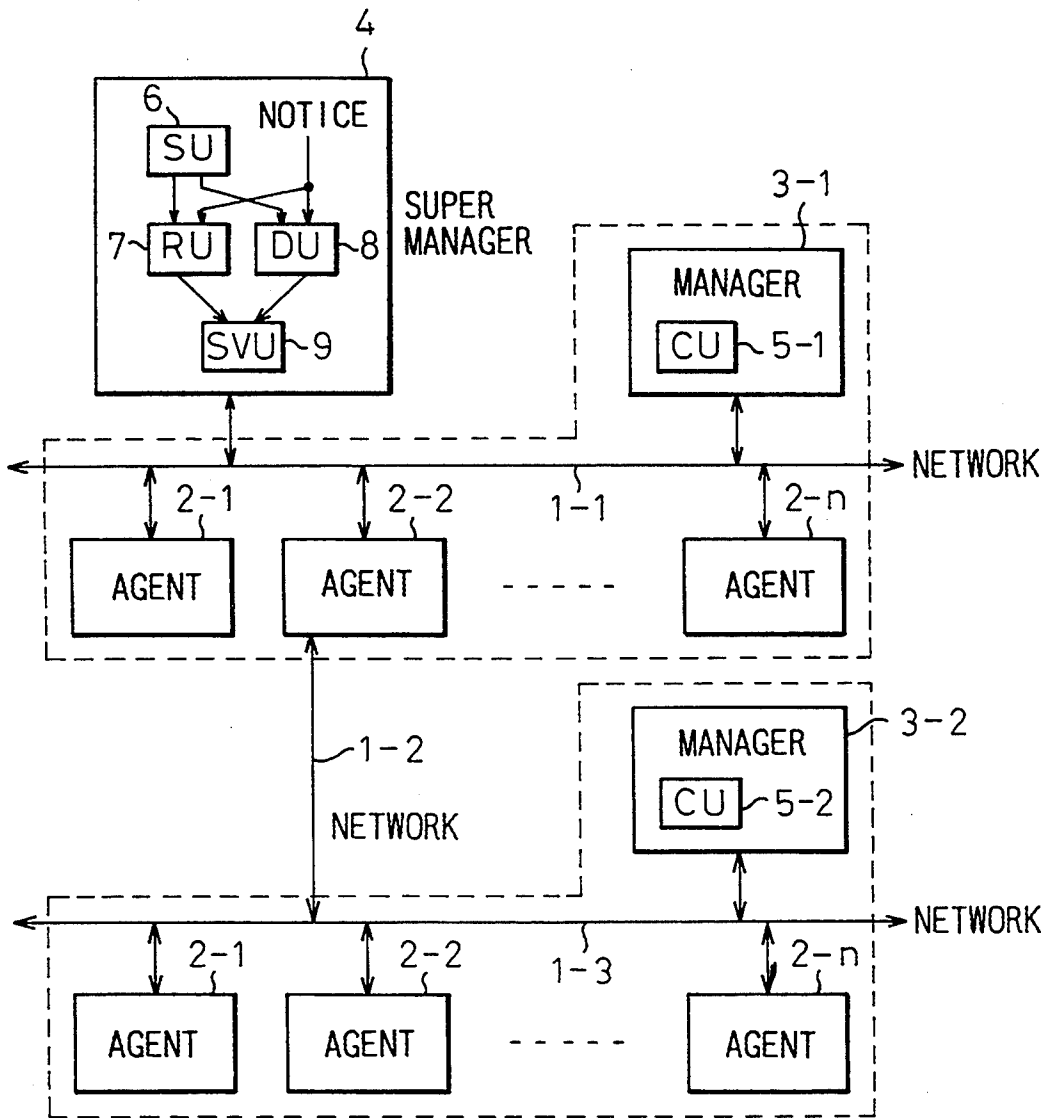 4
6
NOTICE
SU
3-1
SUPER
MANAGER
7
RU
DU
8
MANAGER
SVU
9
CU
5-1
NETWORK
2-1
2-2
1-1
2-n
AGENT
AGENT
- - - - -
AGENT
1-2
3-2
MANAGER
CU
5-2
NETWORK
NETWORK
2-1
2-2
1-3
2-n
AGENT
AGENT
- - - - -
AGENT